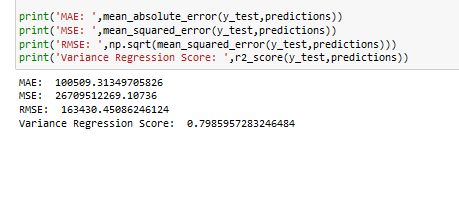 print('MAE: ',mean_absolute_error(y_test,predictions))
print('MSE: ',mean_squared_error(y_test,predictions))
print('RMSE: ',np.sqrt(mean_squared_error(y_test,predictions)))
print('Variance Regression Score: ',r2_score(y_test,predictions))
MAE:  100509.31349705826
MSE:  26709512269.10736
RMSE:  163430.45086246124
Variance Regression Score:  0.7985957283246484